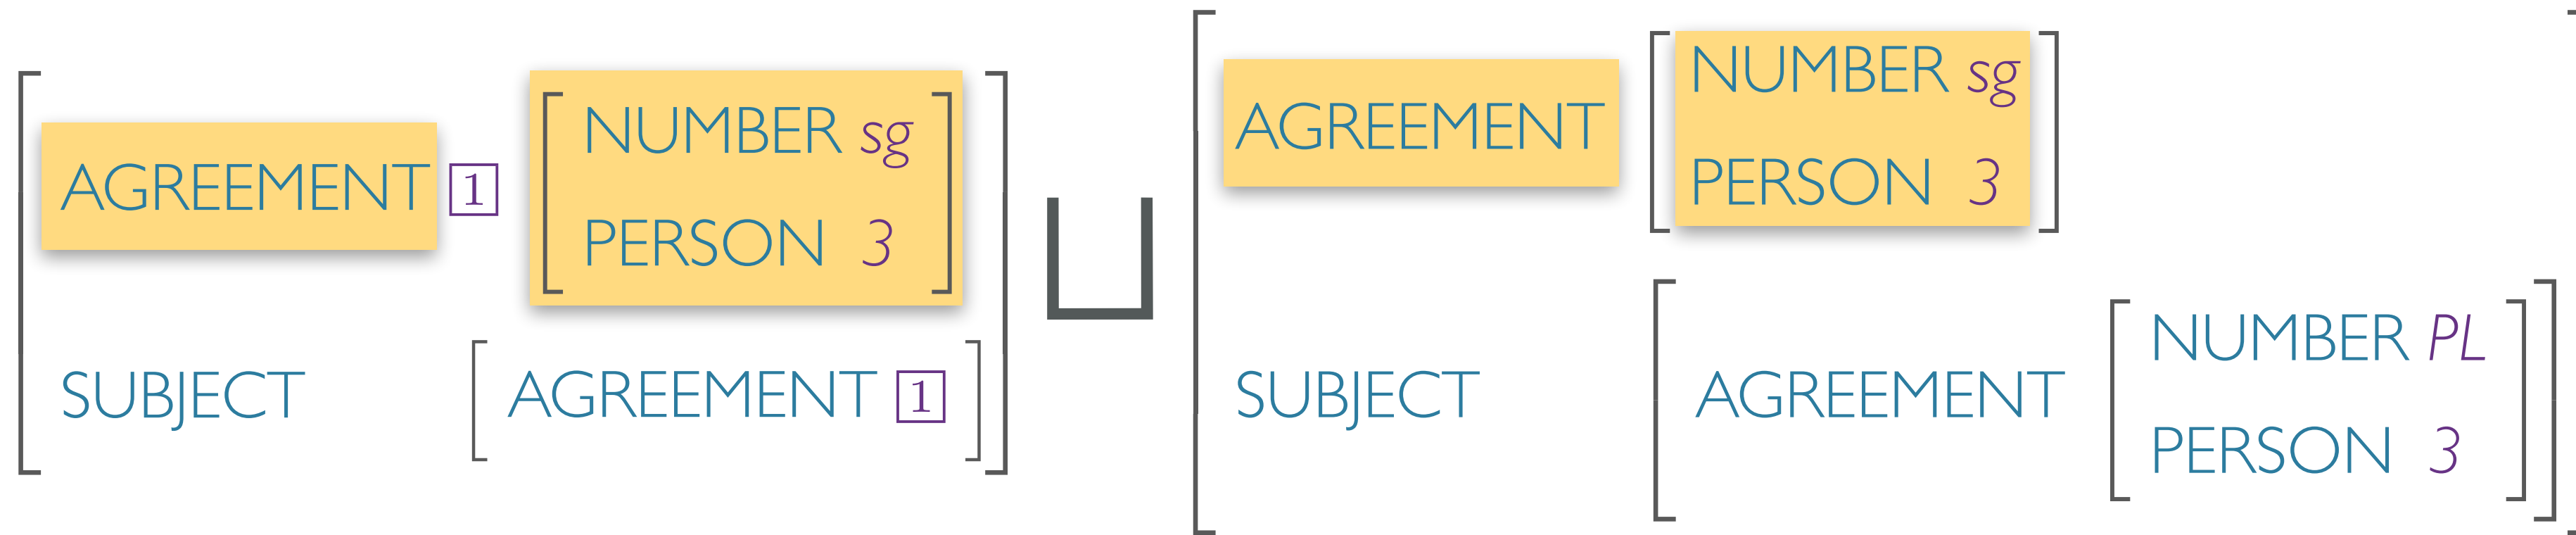 AGREEMENT 1 NUMBER sg
PERSON 3
SUBJECT AGREEMENT 1
⊔
AGREEMENT NUMBER sg
PERSON 3
SUBJECT AGREEMENT NUMBER PL
PERSON 3